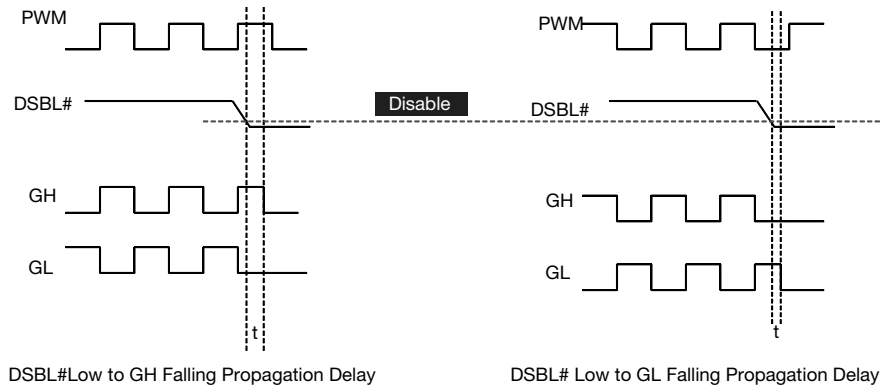 PWM
DSBL#
GH
GL
t
DSBL#Low to GH Falling Propagation Delay
Disable
PWM
DSBL#
GH
GL
t
DSBL# Low to GL Falling Propagation Delay